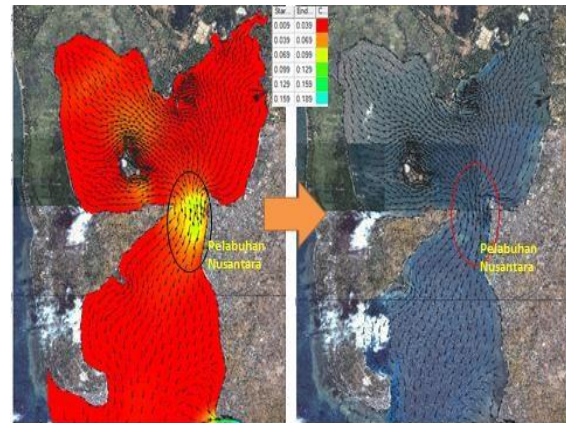 Star... End... C...
0.009 0.039
0.039 0.069
0.069 0.099
0.099 0.129
0.129 0.159
0.159 0.189
Pelabuhan
Nusantara
Pelabuhan
Nusantara